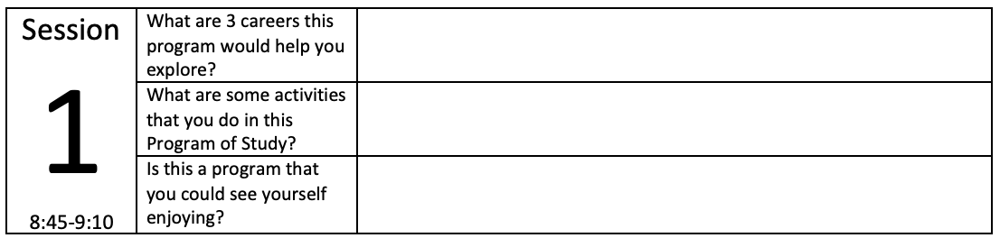 Session
1
8:45-9:10
What are 3 careers this
program would help you
explore?
What are some activities
that you do in this
Program of Study?
Is this a program that
you could see yourself
enjoying?